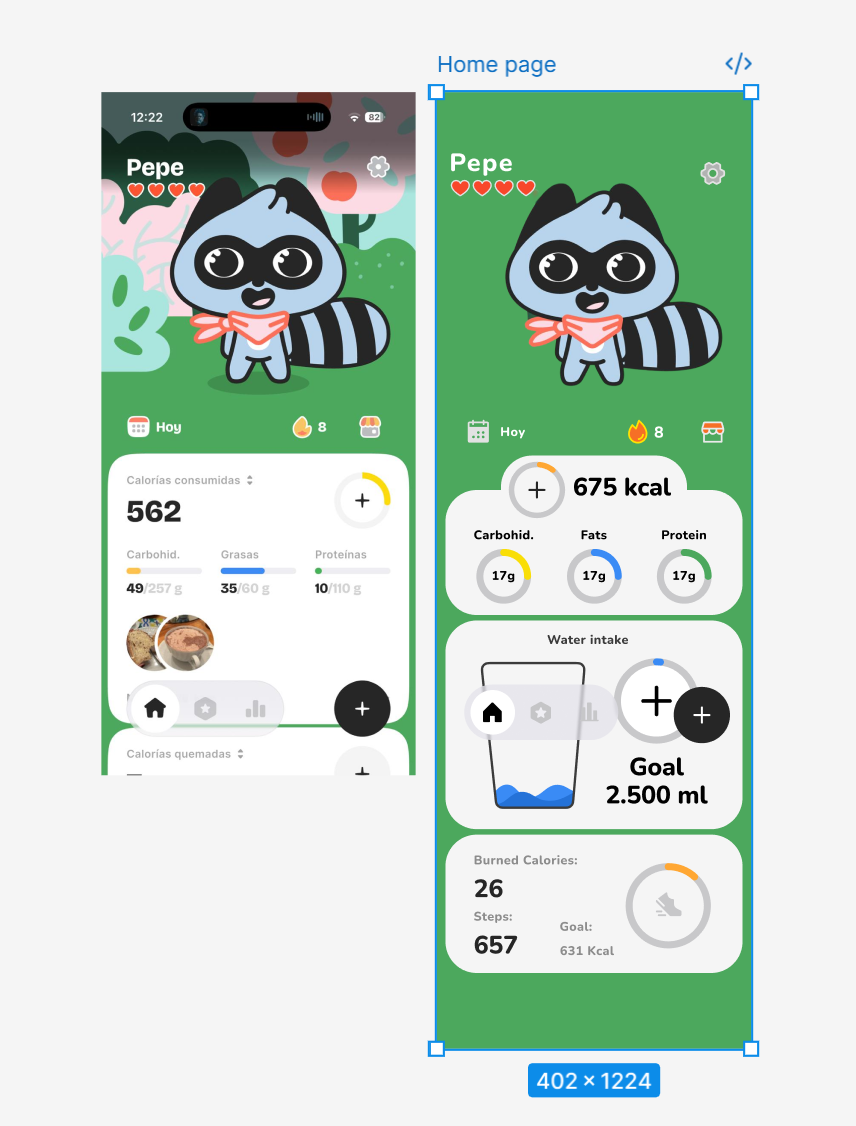 Home page
12:22
82
Pepe
Hoy
8
Calorías consumidas
562
Carbohid.
Grasas
Proteínas
49/257 g
35/60 g
10/110 g
Calorías quemadas
Pepe
Hoy
8
675 kcal
Carbohid.
Fats
Protein
17g
17g
17g
Water intake
Goal
2.500 ml
Burned Calories:
26
Steps:
657
Goal:
631 Kcal
402 × 1224